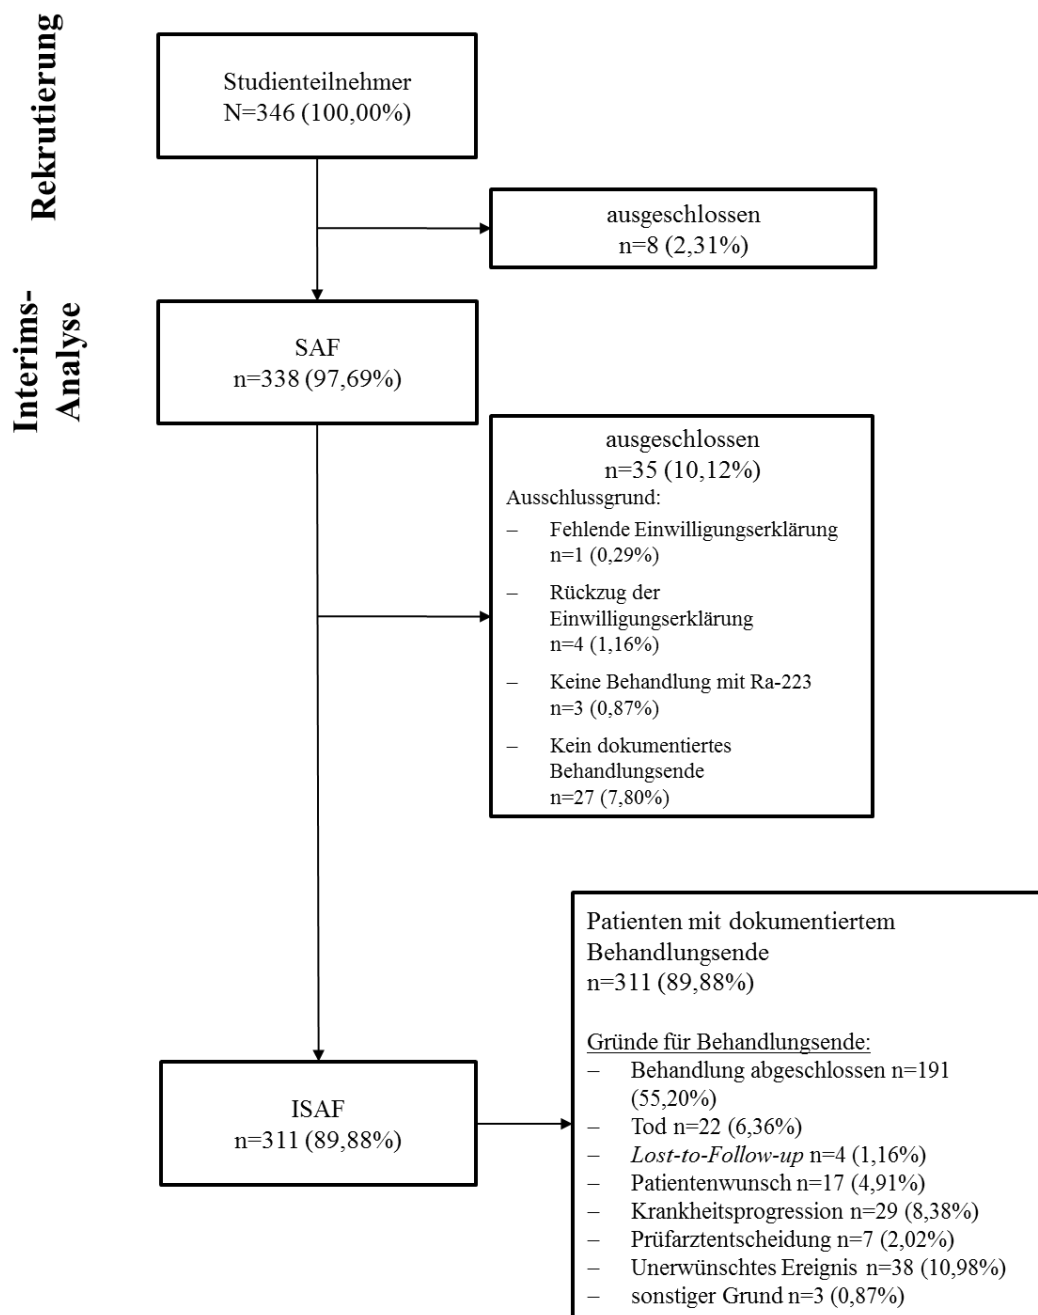 Rekrutierung
Studienteilnehmer
N=346 (100,00%)
ausgeschlossen
n=8 (2,31%)
Interims-
Analyse
SAF
n=338 (97,69%)
ausgeschlossen
n=35 (10,12%)
Ausschlussgrund:
– Fehlende Einwilligungserklärung
n=1 (0,29%)
– Rückzug der
Einwilligungserklärung
n=4 (1,16%)
– Keine Behandlung mit Ra-223
n=3 (0,87%)
– Kein dokumentiertes
Behandlungsende
n=27 (7,80%)
ISAF
n=311 (89,88%)
Patienten mit dokumentiertem
Behandlungsende
n=311 (89,88%)
Gründe für Behandlungsende:
– Behandlung abgeschlossen n=191
(55,20%)
– Tod n=22 (6,36%)
– Lost-to-Follow-up n=4 (1,16%)
– Patientenwunsch n=17 (4,91%)
– Krankheitsprogression n=29 (8,38%)
– Prüfarztentscheidung n=7 (2,02%)
– Unerwünschtes Ereignis n=38 (10,98%)
– sonstiger Grund n=3 (0,87%)